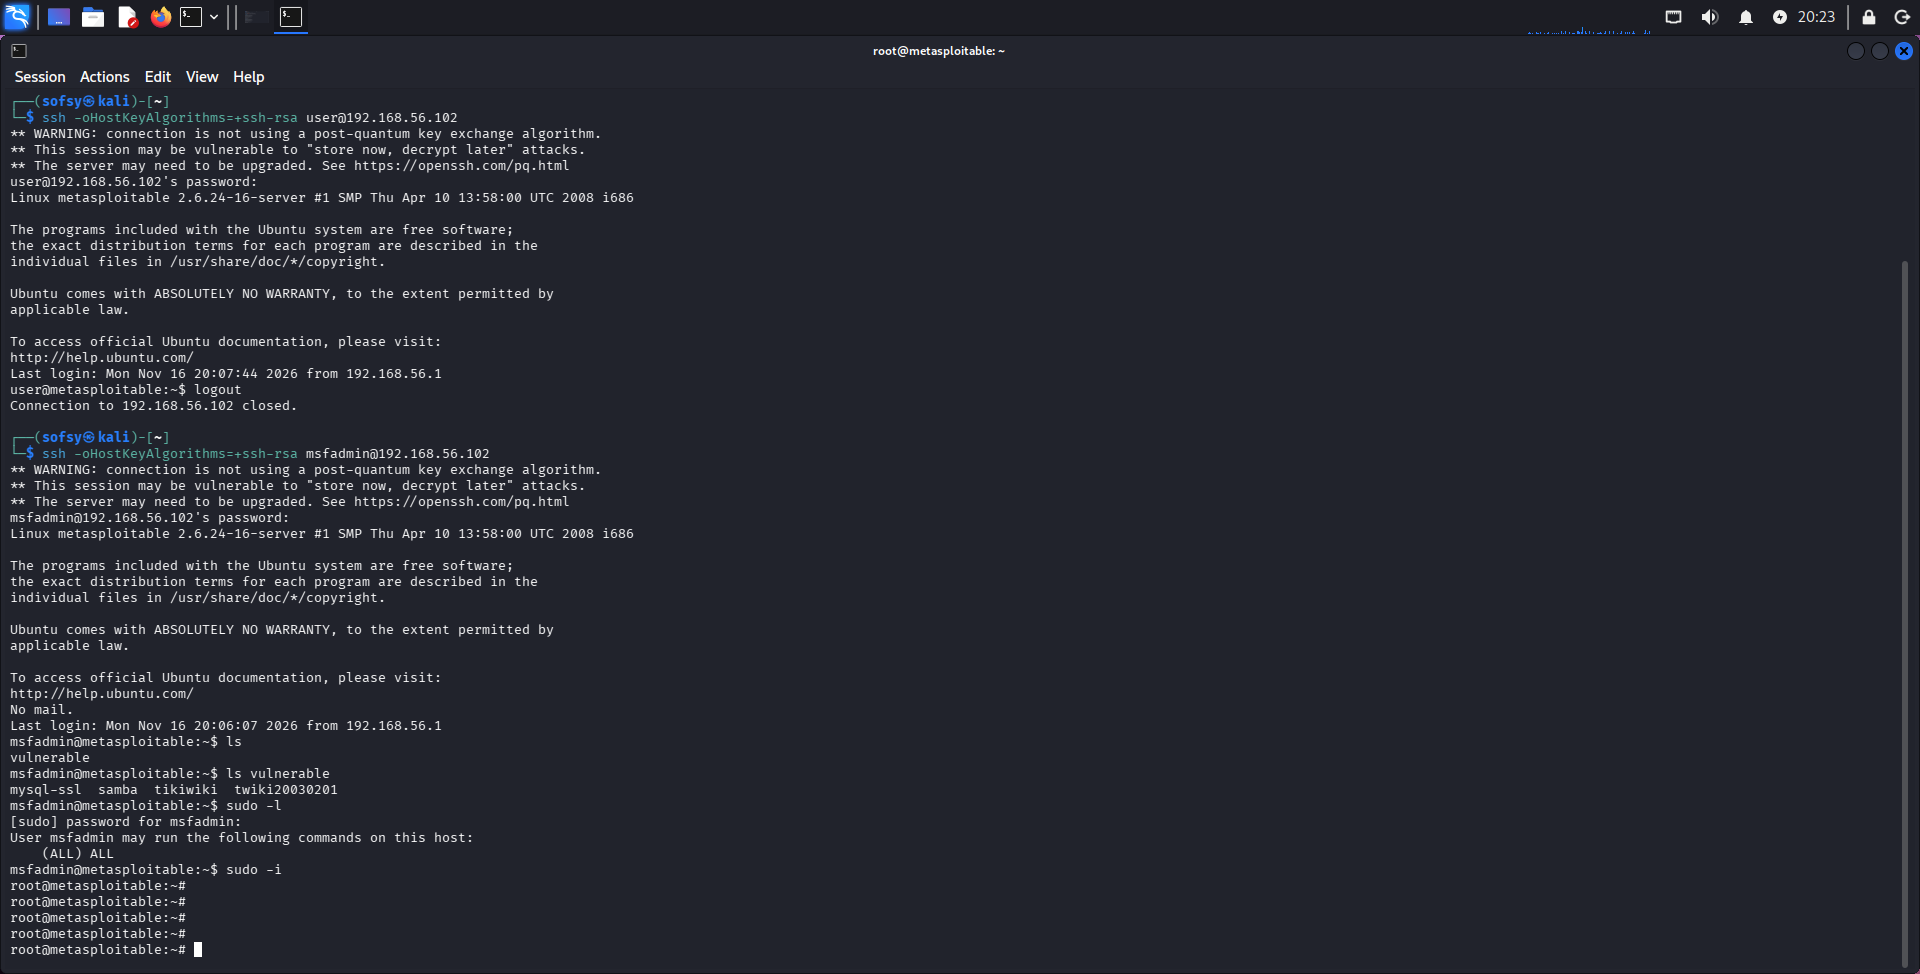 20:23
root@metasploitable: ~
Session Actions Edit View Help
┌──(sofsy㉿kali)-[~]
└─$ ssh -oHostKeyAlgorithms=+ssh-rsa user@192.168.56.102
** WARNING: connection is not using a post-quantum key exchange algorithm.
** This session may be vulnerable to "store now, decrypt later" attacks.
** The server may need to be upgraded. See https://openssh.com/pq.html
user@192.168.56.102's password:
Linux metasploitable 2.6.24-16-server #1 SMP Thu Apr 10 13:58:00 UTC 2008 i686
The programs included with the Ubuntu system are free software;
the exact distribution terms for each program are described in the
individual files in /usr/share/doc/*/copyright.
Ubuntu comes with ABSOLUTELY NO WARRANTY, to the extent permitted by
applicable law.
To access official Ubuntu documentation, please visit:
http://help.ubuntu.com/
Last login: Mon Nov 16 20:07:44 2026 from 192.168.56.1
user@metasploitable:~$ logout
Connection to 192.168.56.102 closed.
┌──(sofsy㉿kali)-[~]
└─$ ssh -oHostKeyAlgorithms=+ssh-rsa msfadmin@192.168.56.102
** WARNING: connection is not using a post-quantum key exchange algorithm.
** This session may be vulnerable to "store now, decrypt later" attacks.
** The server may need to be upgraded. See https://openssh.com/pq.html
msfadmin@192.168.56.102's password:
Linux metasploitable 2.6.24-16-server #1 SMP Thu Apr 10 13:58:00 UTC 2008 i686
The programs included with the Ubuntu system are free software;
the exact distribution terms for each program are described in the
individual files in /usr/share/doc/*/copyright.
Ubuntu comes with ABSOLUTELY NO WARRANTY, to the extent permitted by
applicable law.
To access official Ubuntu documentation, please visit:
http://help.ubuntu.com/
No mail.
Last login: Mon Nov 16 20:06:07 2026 from 192.168.56.1
msfadmin@metasploitable:~$ ls
vulnerable
msfadmin@metasploitable:~$ ls vulnerable
mysql-ssl  samba  tikiwiki  twiki20030201
msfadmin@metasploitable:~$ sudo -l
[sudo] password for msfadmin:
User msfadmin may run the following commands on this host:
    (ALL) ALL
msfadmin@metasploitable:~$ sudo -i
root@metasploitable:~#
root@metasploitable:~#
root@metasploitable:~#
root@metasploitable:~#
root@metasploitable:~#